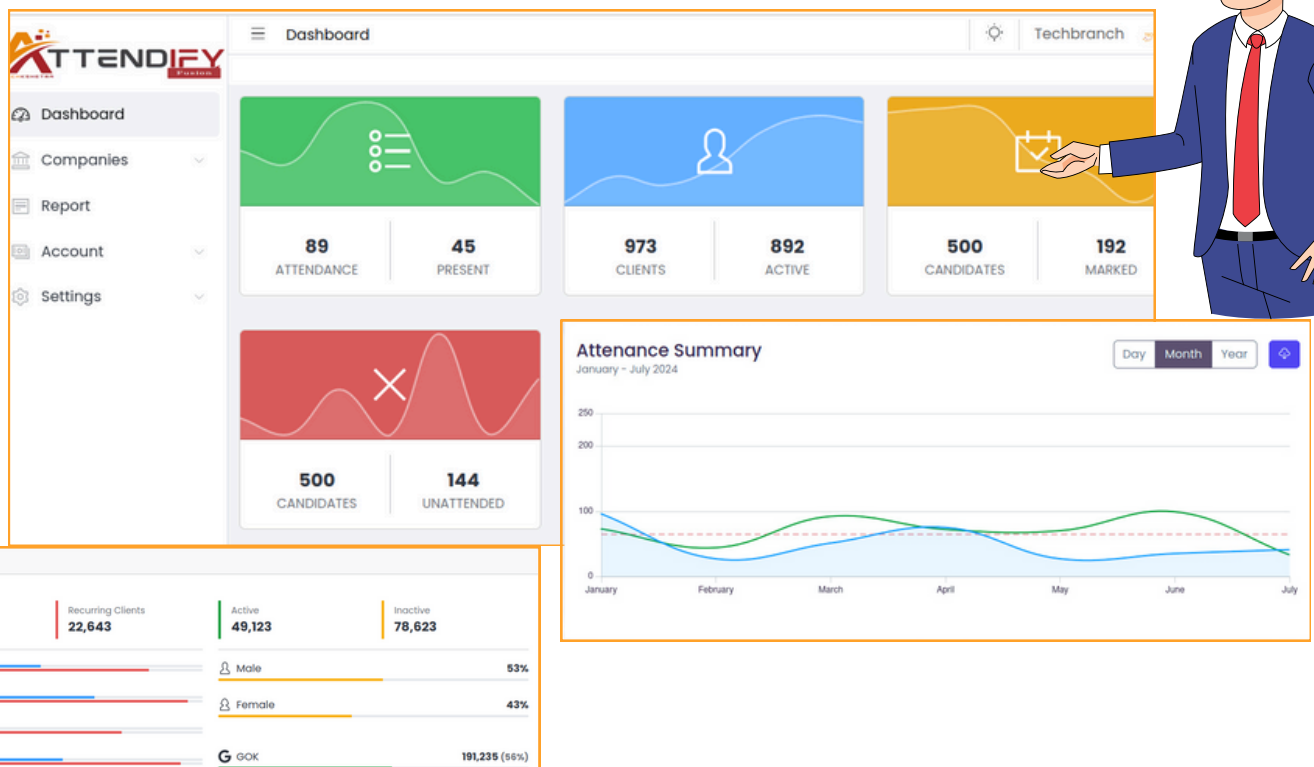 ATTENDIFY
Fusion
Dashboard
Techbranch
Dashboard
Companies
Report
Account
Settings
89
ATTENDANCE
45
PRESENT
973
CLIENTS
892
ACTIVE
500
CANDIDATES
192
MARKED
500
CANDIDATES
144
UNATTENDED
Attenance Summary
January - July 2024
Day Month Year
250
200
100
0
January February March April May June July
Recurring Clients
22,643
Active
49,123
Inactive
78,623
Male 53%
Female 43%
GOK 191,235 (56%)